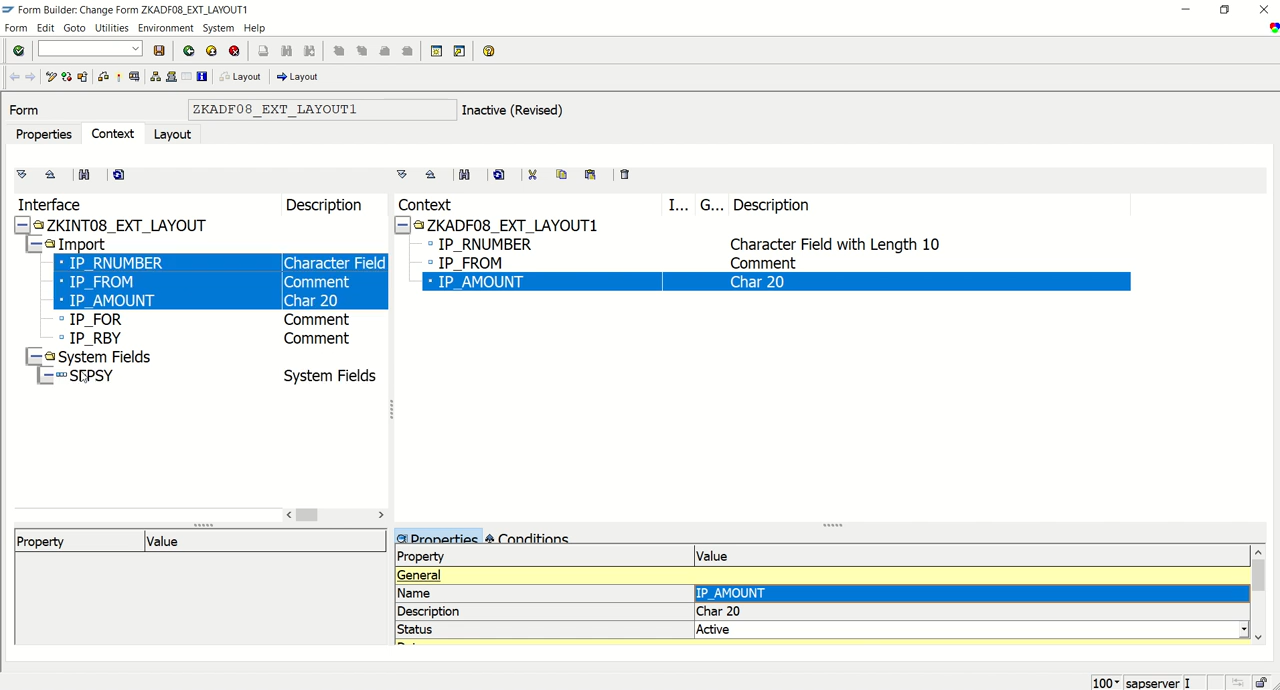 Form Builder: Change Form ZKADF08_EXT_LAYOUT1
Form Edit Goto Utilities Environment System Help
Layout Layout
Form ZKADF08_EXT_LAYOUT1 Inactive (Revised)
Properties Context Layout
Interface Description
ZKINT08_EXT_LAYOUT
Import
IP_RNUMBER Character Field
IP_FROM Comment
IP_AMOUNT Char 20
IP_FOR Comment
IP_RBY Comment
System Fields
SFPSY System Fields
Property Value
Context I... G... Description
ZKADF08_EXT_LAYOUT1
IP_RNUMBER Character Field with Length 10
IP_FROM Comment
IP_AMOUNT Char 20
Properties Conditions
Property Value
General
Name IP_AMOUNT
Description Char 20
Status Active
100 sapserver I